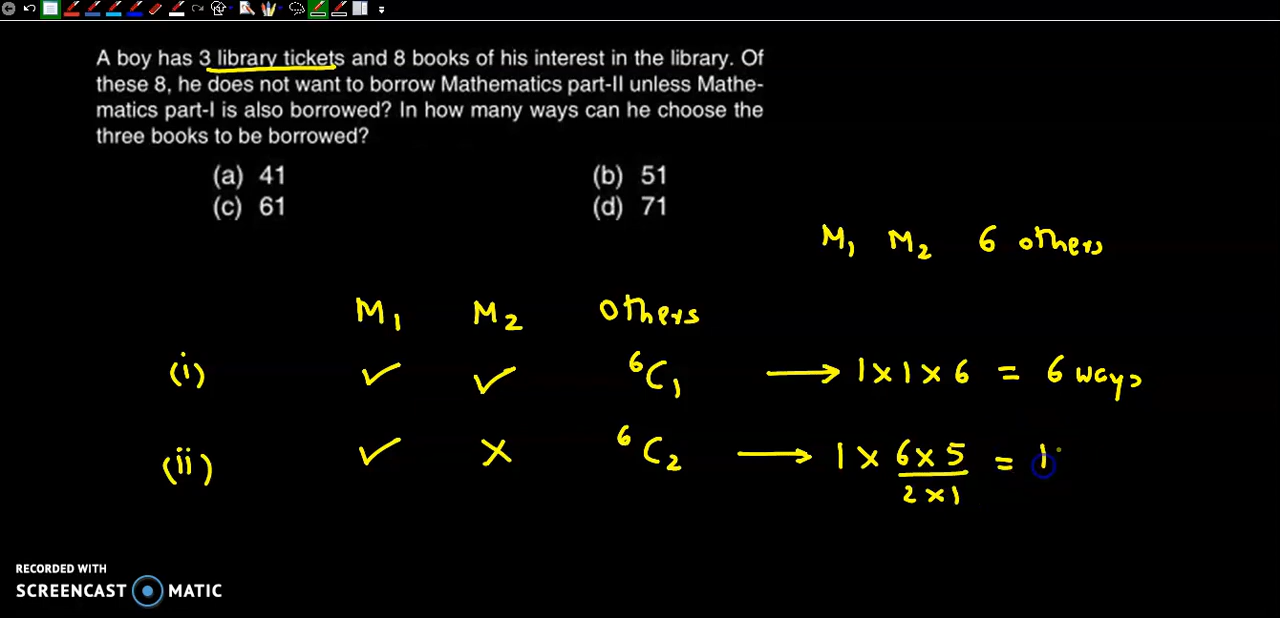 A boy has 3 library tickets and 8 books of his interest in the library. Of
these 8, he does not want to borrow Mathematics part-II unless Mathe-
matics part-I is also borrowed? In how many ways can he choose the
three books to be borrowed?
(a) 41 (b) 51
(c) 61 (d) 71
M₁ M₂ 6 others
M₁ M₂ Others
(i) ✓ ✓ ⁶C₁ → 1 × 1 × 6 = 6 ways
(ii) ✓ × ⁶C₂ → 1 × 6 × 5 / 2 × 1 = 1
RECORDED WITH
SCREENCAST MATIC